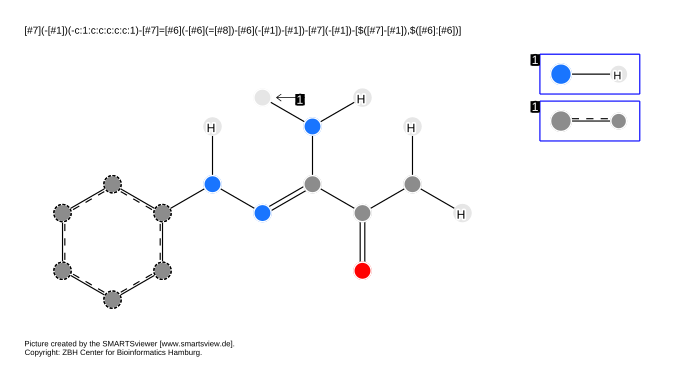 [#7](-[#1])(-c:1:c:c:c:c:c:1)-[#7]=[#6](-[#6](=[#8])-[#6](-[#1])-[#1])-[#7](-[#1])-[$([#7]-[#1]),$([#6]:[#6])]
1
H
1
H
1
H
H
H
Picture created by the SMARTSviewer [www.smartsview.de].
Copyright: ZBH Center for Bioinformatics Hamburg.